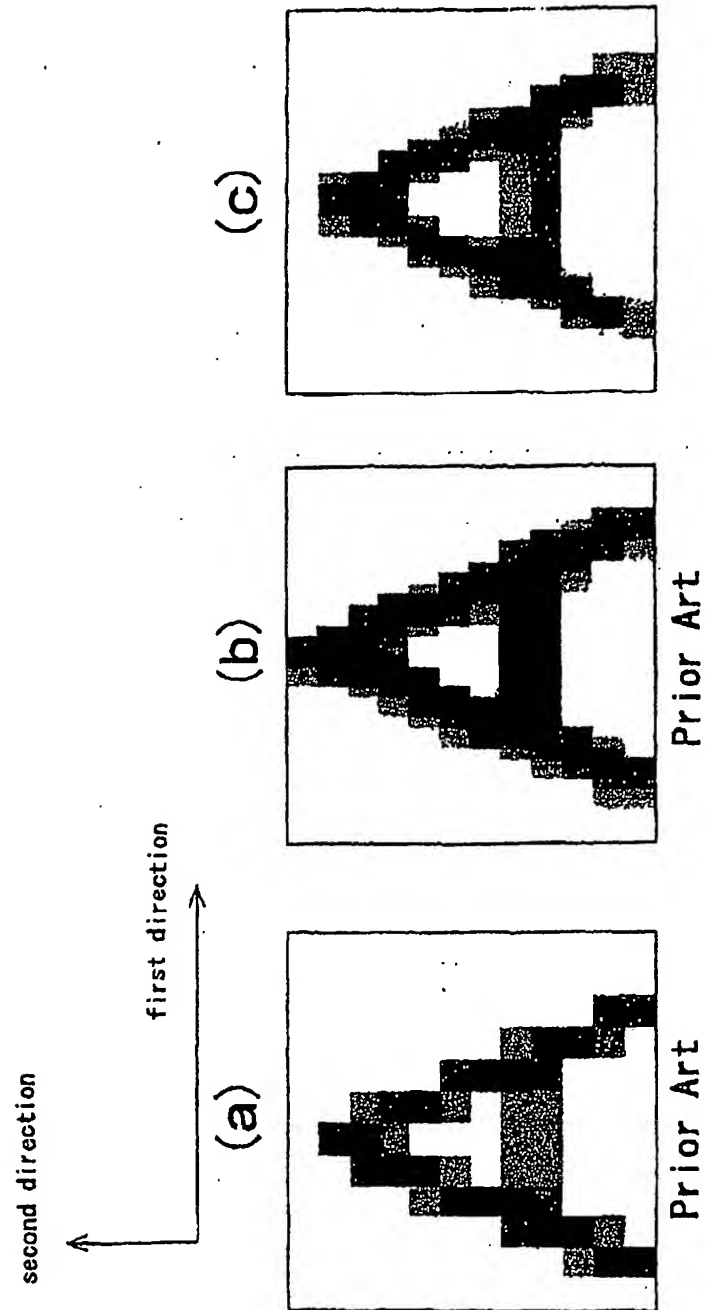 second direction
first direction
(a)
(b)
(c)
Prior Art
Prior Art